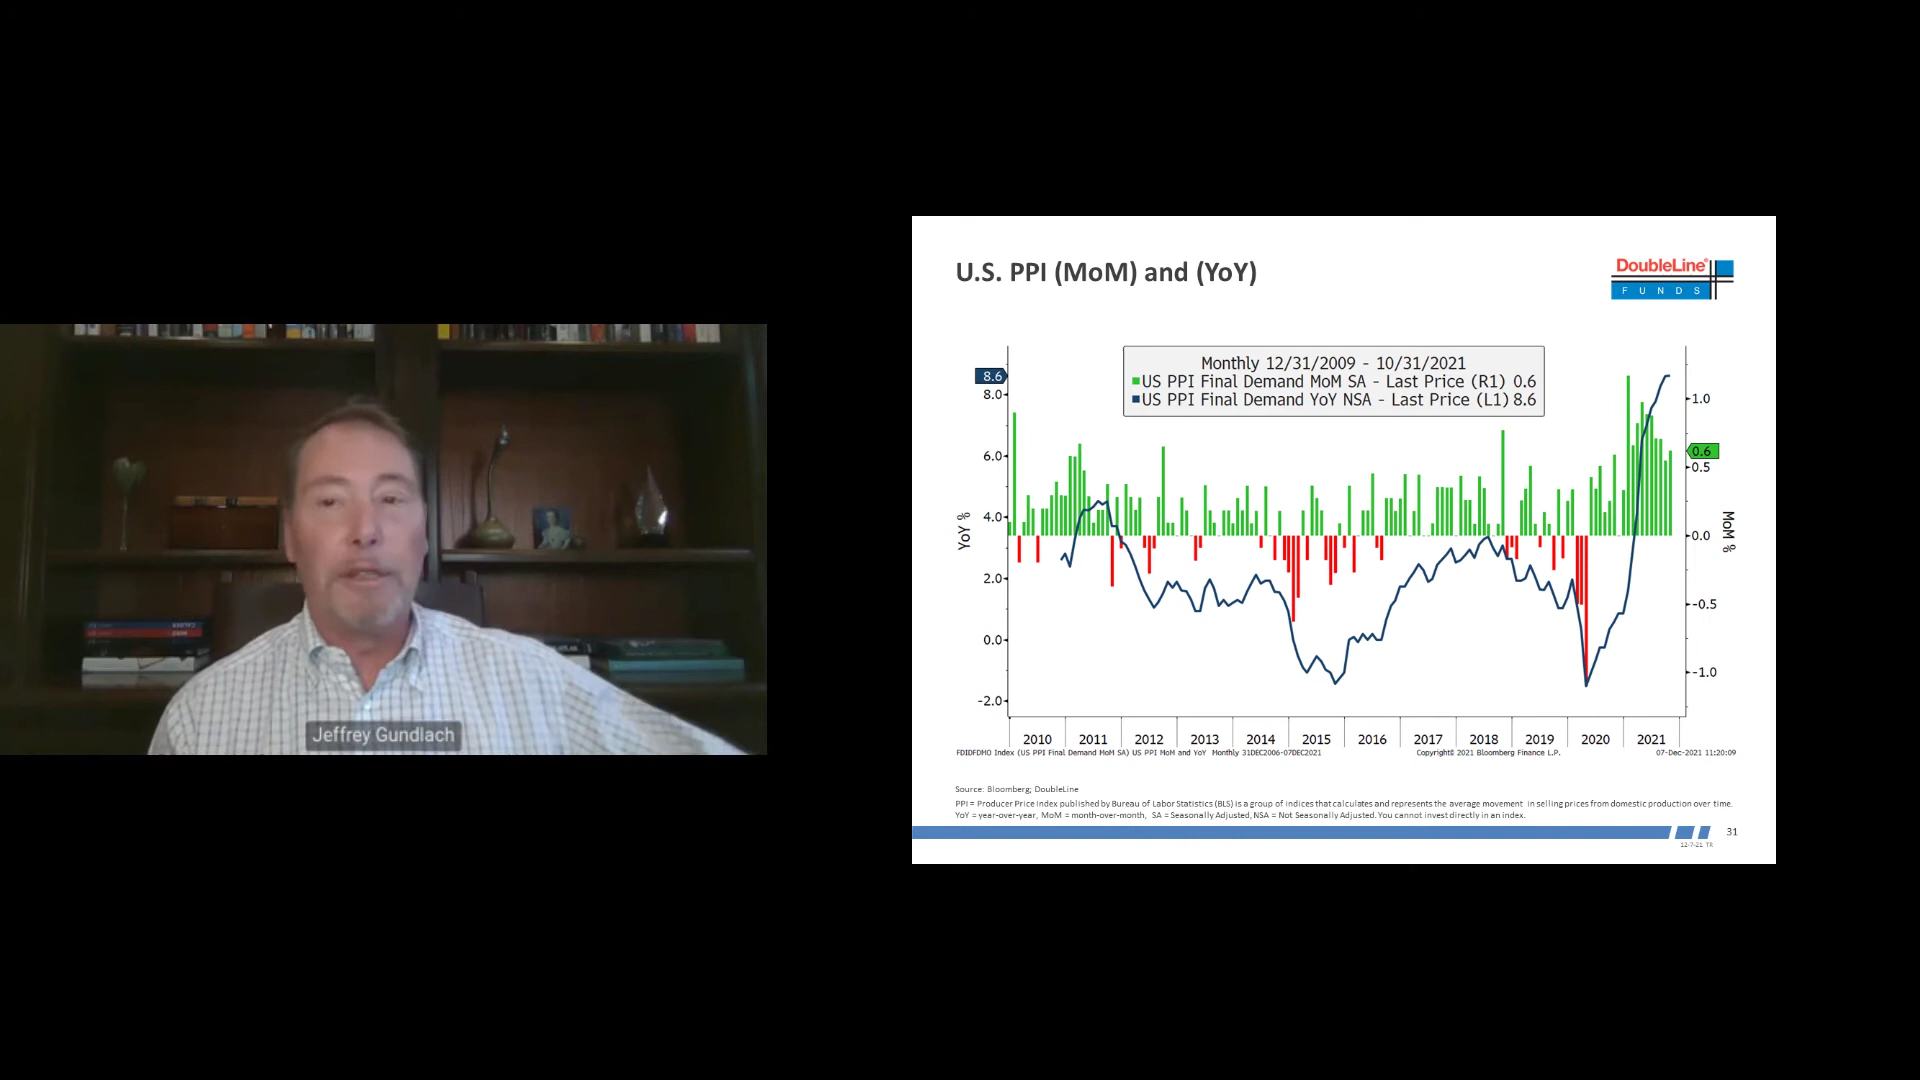 Jeffrey Gundlach
U.S. PPI (MoM) and (YoY)
DoubleLine®
FUNDS
Monthly 12/31/2009 - 10/31/2021
US PPI Final Demand MoM SA - Last Price (R1) 0.6
US PPI Final Demand YoY NSA - Last Price (L1) 8.6
8.6
8.0
6.0
4.0
2.0
0.0
-2.0
YoY %
1.0
0.6
0.5
0.0
-0.5
-1.0
MoM %
2010 2011 2012 2013 2014 2015 2016 2017 2018 2019 2020 2021
FDIDFDMO Index (US PPI Final Demand MoM SA) US PPI MoM and YoY Monthly 31DEC2006-07DEC2021 Copyright© 2021 Bloomberg Finance L.P. 07-Dec-2021 11:20:09
Source: Bloomberg; DoubleLine
PPI = Producer Price Index published by Bureau of Labor Statistics (BLS) is a group of indices that calculates and represents the average movement in selling prices from domestic production over time.
YoY = year-over-year, MoM = month-over-month, SA = Seasonally Adjusted, NSA = Not Seasonally Adjusted. You cannot invest directly in an index.
31
12-7-21 TR